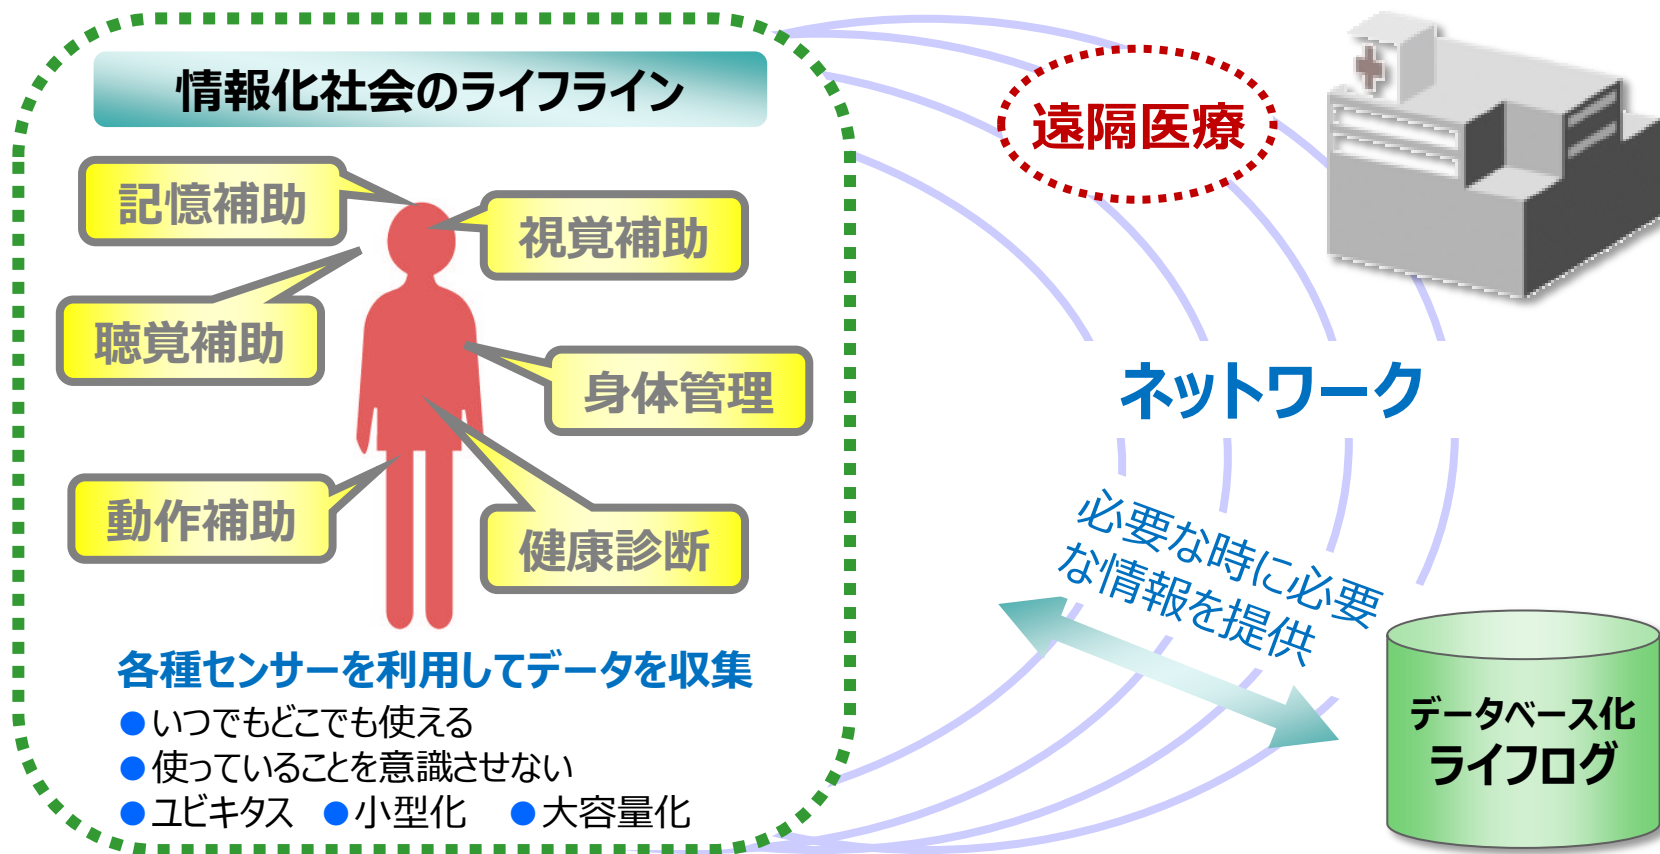 情報化社会のライフライン
記憶補助
視覚補助
聴覚補助
身体管理
動作補助
健康診断
各種センサーを利用してデータを収集
●いつでもどこでも使える
●使っていることを意識させない
●ユビキタス ●小型化 ●大容量化
遠隔医療
ネットワーク
必要な時に必要
な情報を提供
データベース化
ライフログ